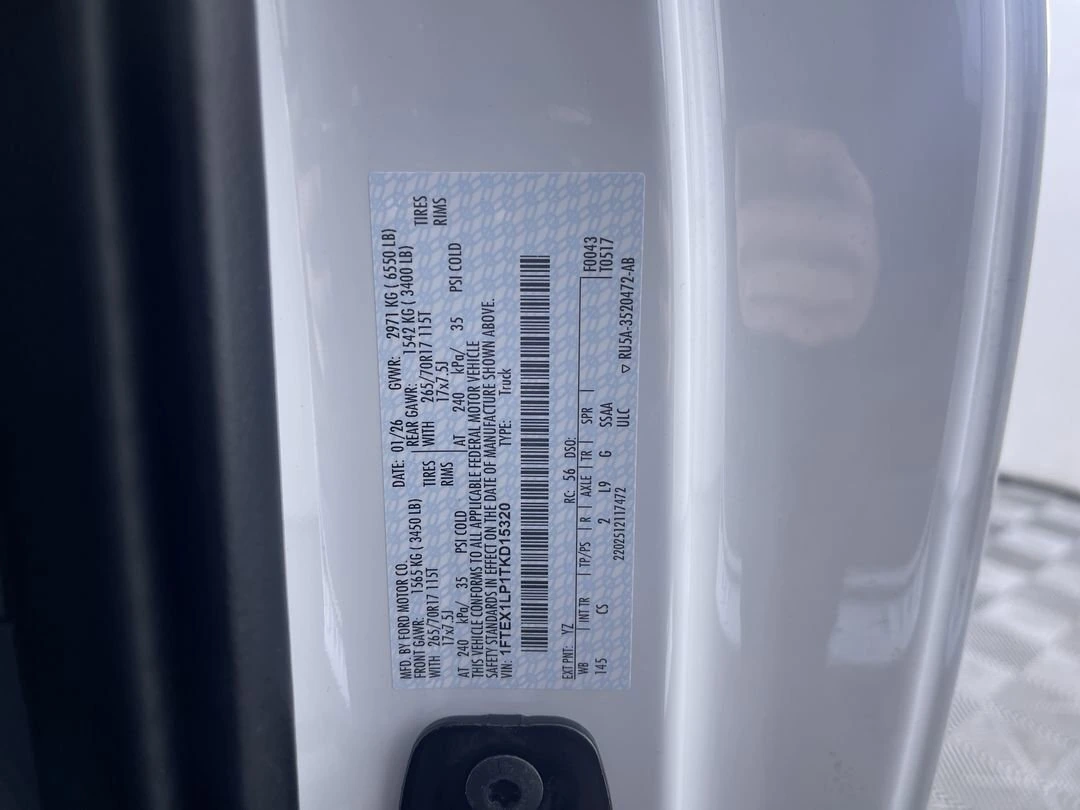 MFD. BY FORD MOTOR CO.
DATE: 01/26 GVWR: 2971 KG ( 6550 LB)
FRONT GAWR: 1565 KG ( 3450 LB)
REAR GAWR: 1542 KG ( 3400 LB)
WITH 265/70R17 115T TIRES
WITH 265/70R17 115T TIRES
17x7.5J RIMS
17x7.5J RIMS
AT 240 kPa/ 35 PSI COLD
AT 240 kPa/ 35 PSI COLD
THIS VEHICLE CONFORMS TO ALL APPLICABLE FEDERAL MOTOR VEHICLE
SAFETY STANDARDS IN EFFECT ON THE DATE OF MANUFACTURE SHOWN ABOVE.
VIN: 1FTEX1LP1TKD15320 TYPE: Truck
EXT PNT: YZ RC: 56 DSO: F0043
WB | INT TR | TP/PS | R | AXLE | TR | SPR T0517
145 CS 2 L9 G SSAA
2202512117472 ULC
▽ RU5A-3520472-AB